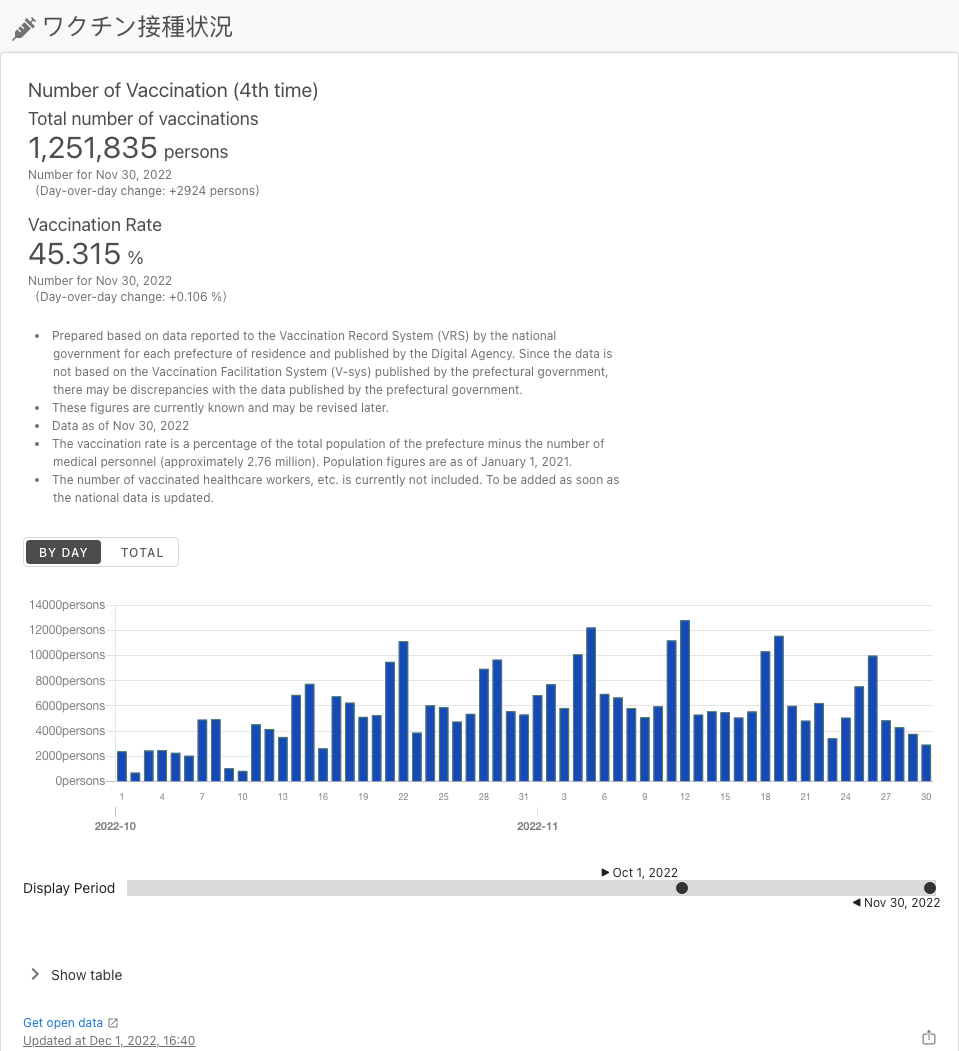 ワクチン接種状況
Number of Vaccination (4th time)
Total number of vaccinations
1,251,835 persons
Number for Nov 30, 2022
(Day-over-day change: +2924 persons)
Vaccination Rate
45.315 %
Number for Nov 30, 2022
(Day-over-day change: +0.106 %)
• Prepared based on data reported to the Vaccination Record System (VRS) by the national
government for each prefecture of residence and published by the Digital Agency. Since the data is
not based on the Vaccination Facilitation System (V-sys) published by the prefectural government,
there may be discrepancies with the data published by the prefectural government.
• These figures are currently known and may be revised later.
• Data as of Nov 30, 2022
• The vaccination rate is a percentage of the total population of the prefecture minus the number of
medical personnel (approximately 2.76 million). Population figures are as of January 1, 2021.
• The number of vaccinated healthcare workers, etc. is currently not included. To be added as soon as
the national data is updated.
BY DAY TOTAL
14000persons
12000persons
10000persons
8000persons
6000persons
4000persons
2000persons
0persons
1 4 7 10 13 16 19 22 25 28 31 3 6 9 12 15 18 21 24 27 30
2022-10 2022-11
Oct 1, 2022
Display Period
Nov 30, 2022
Show table
Get open data
Updated at Dec 1, 2022, 16:40